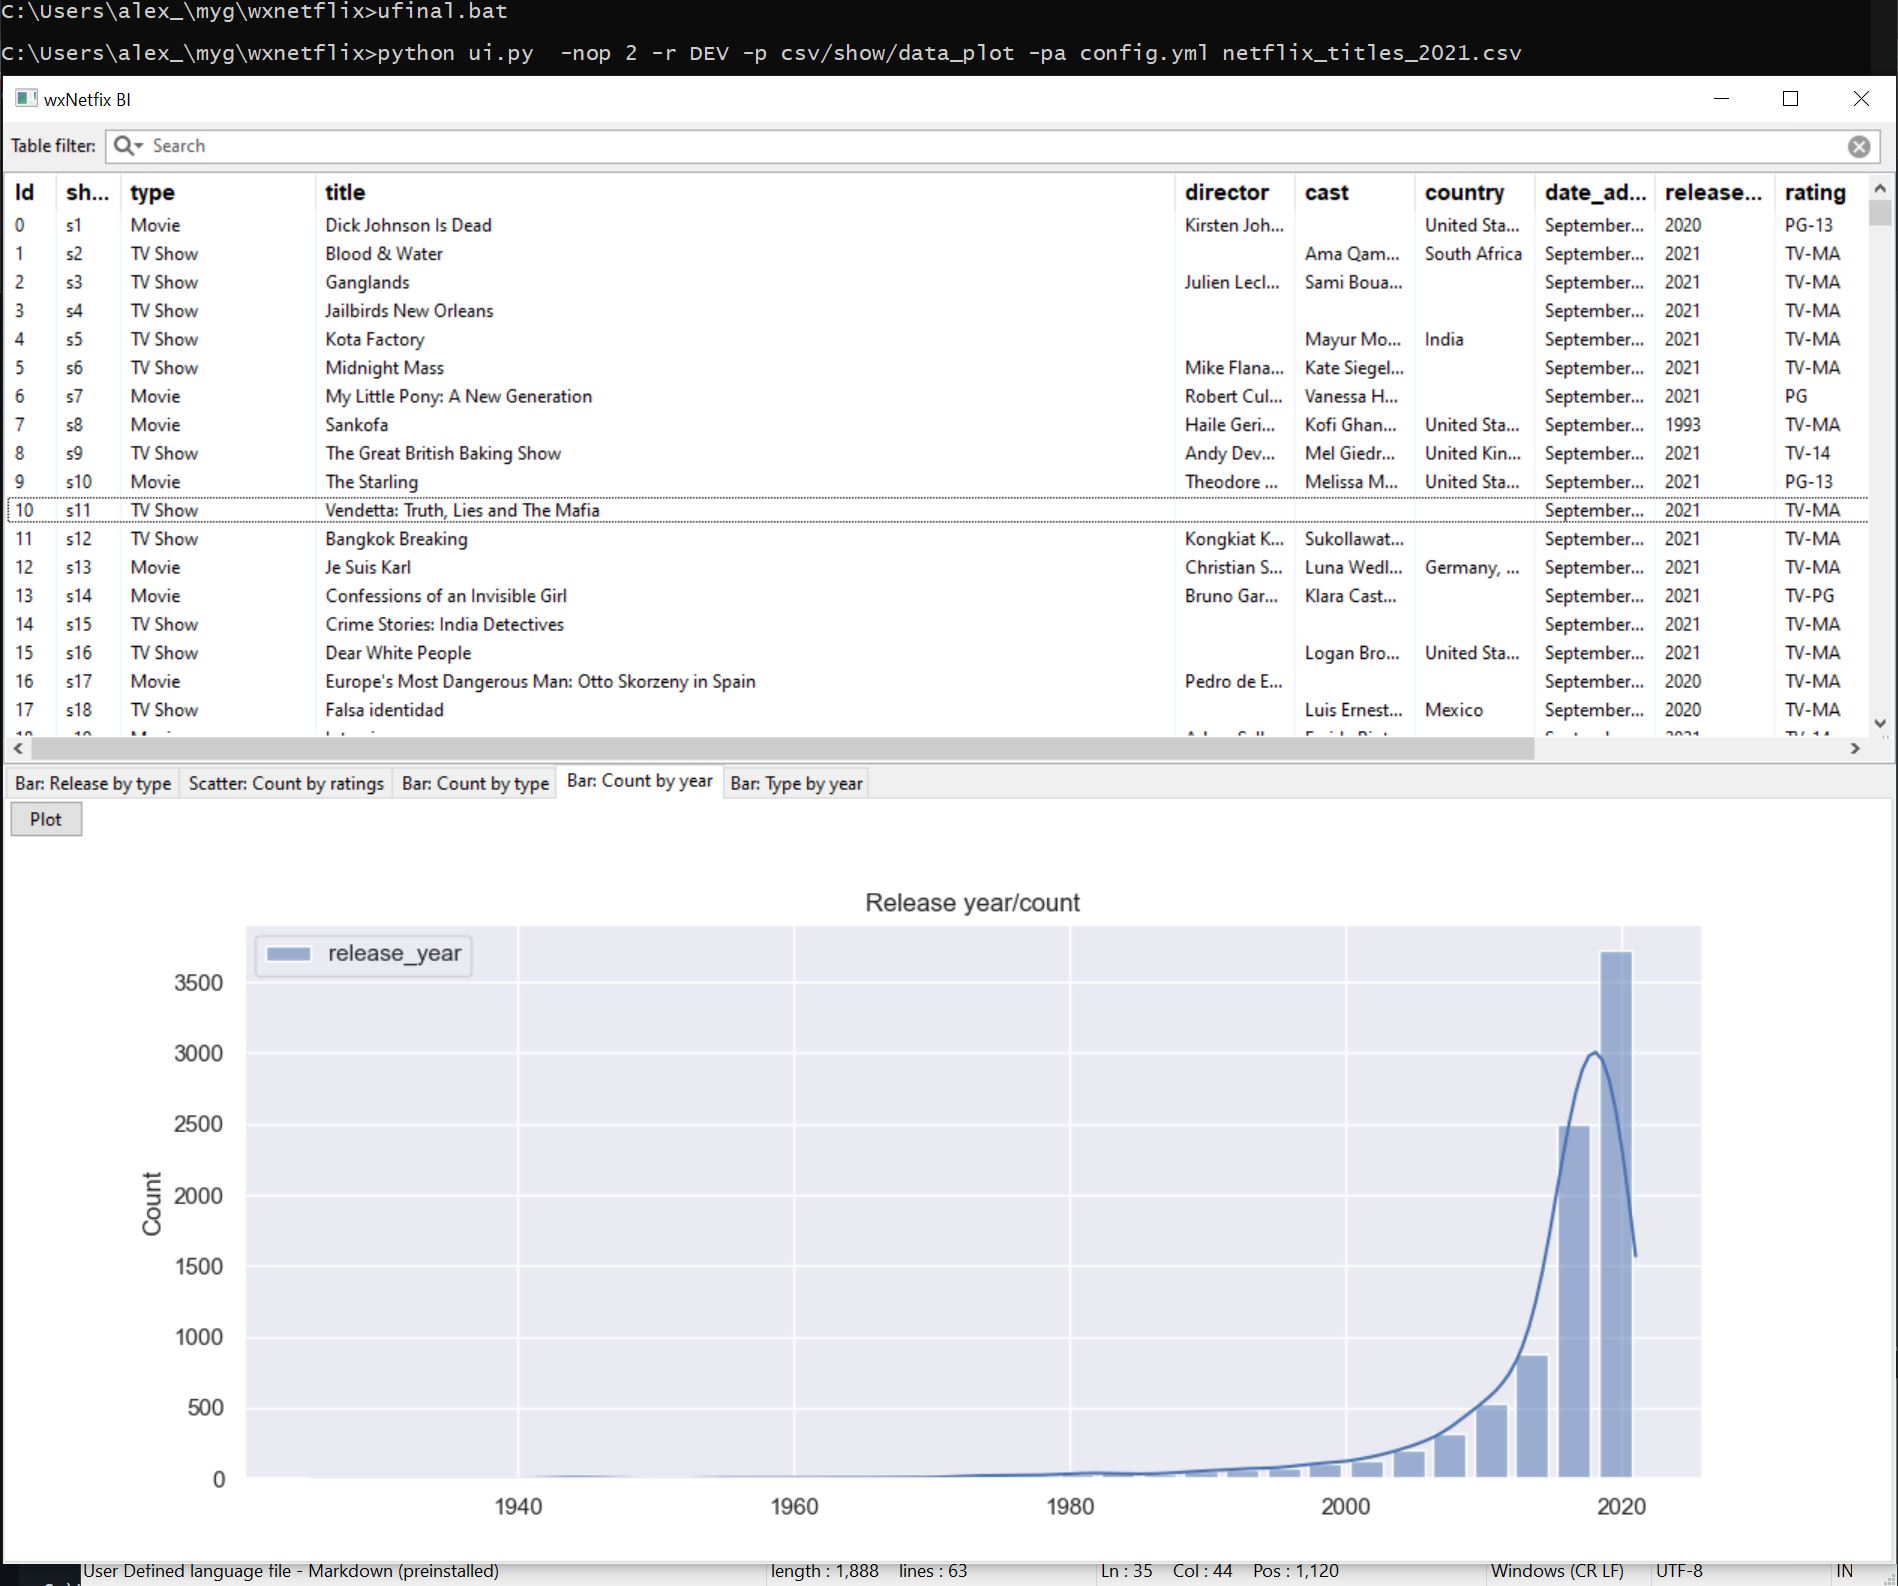 C:\Users\alex_\myg\wxnetflix>ufinal.bat
C:\Users\alex_\myg\wxnetflix>python ui.py  -nop 2 -r DEV -p csv/show/data_plot -pa config.yml netflix_titles_2021.csv
wxNetfix BI
Table filter: Search
Id sh... type title director cast country date_ad... release... rating
0 s1 Movie Dick Johnson Is Dead Kirsten Joh... United Sta... September... 2020 PG-13
1 s2 TV Show Blood & Water Ama Qam... South Africa September... 2021 TV-MA
2 s3 TV Show Ganglands Julien Lecl... Sami Boua... September... 2021 TV-MA
3 s4 TV Show Jailbirds New Orleans September... 2021 TV-MA
4 s5 TV Show Kota Factory Mayur Mo... India September... 2021 TV-MA
5 s6 TV Show Midnight Mass Mike Flana... Kate Siegel... September... 2021 TV-MA
6 s7 Movie My Little Pony: A New Generation Robert Cul... Vanessa H... September... 2021 PG
7 s8 Movie Sankofa Haile Geri... Kofi Ghan... United Sta... September... 1993 TV-MA
8 s9 TV Show The Great British Baking Show Andy Dev... Mel Giedr... United Kin... September... 2021 TV-14
9 s10 Movie The Starling Theodore ... Melissa M... United Sta... September... 2021 PG-13
10 s11 TV Show Vendetta: Truth, Lies and The Mafia September... 2021 TV-MA
11 s12 TV Show Bangkok Breaking Kongkiat K... Sukollawat... September... 2021 TV-MA
12 s13 Movie Je Suis Karl Christian S... Luna Wedl... Germany, ... September... 2021 TV-MA
13 s14 Movie Confessions of an Invisible Girl Bruno Gar... Klara Cast... September... 2021 TV-PG
14 s15 TV Show Crime Stories: India Detectives September... 2021 TV-MA
15 s16 TV Show Dear White People Logan Bro... United Sta... September... 2021 TV-MA
16 s17 Movie Europe's Most Dangerous Man: Otto Skorzeny in Spain Pedro de E... September... 2020 TV-MA
17 s18 TV Show Falsa identidad Luis Ernest... Mexico September... 2020 TV-MA
Bar: Release by type Scatter: Count by ratings Bar: Count by type Bar: Count by year Bar: Type by year
Plot
Release year/count
release_year
3500
3000
2500
2000
1500
1000
500
0
Count
1940 1960 1980 2000 2020
User Defined language file - Markdown (preinstalled) length : 1,888 lines : 63 Ln : 35 Col : 44 Pos : 1,120 Windows (CR LF) UTF-8 IN